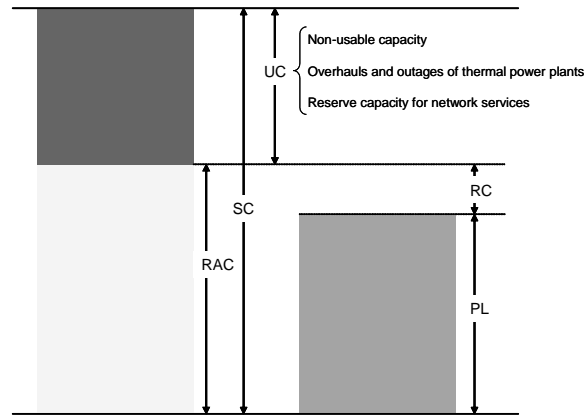 Non-usable capacity
UC
Overhauls and outages of thermal power plants
Reserve capacity for network services
RC
SC
RAC
PL